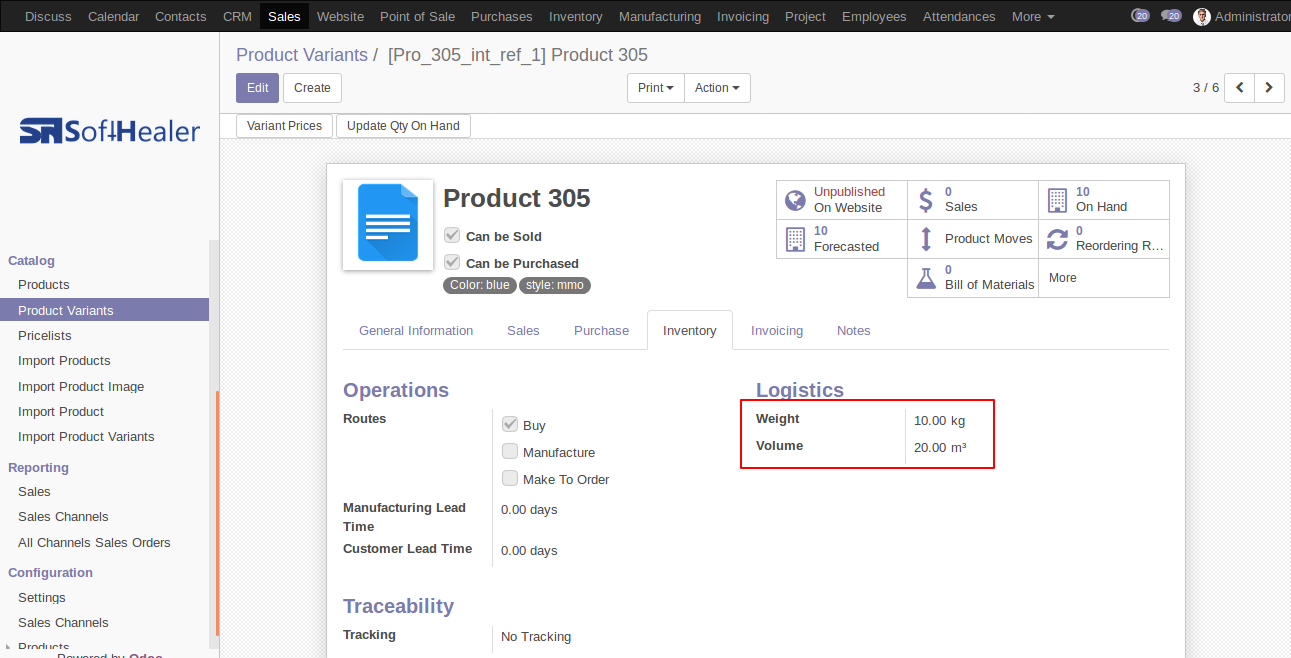 Discuss Calendar Contacts CRM Sales Website Point of Sale Purchases Inventory Manufacturing Invoicing Project Employees Attendances More 20 20 Administrator
Product Variants / [Pro_305_int_ref_1] Product 305
Edit Create Print Action 3 / 6
Variant Prices Update Qty On Hand
SoftHealer
Catalog
Products
Product Variants
Pricelists
Import Products
Import Product Image
Import Product
Import Product Variants
Reporting
Sales
Sales Channels
All Channels Sales Orders
Configuration
Settings
Sales Channels
Products
Powered by Odoo
Product 305
Can be Sold
Can be Purchased
Color: blue style: mmo
Unpublished
On Website
0
Sales
10
On Hand
10
Forecasted
Product Moves
0
Reordering R...
0
Bill of Materials
More
General Information Sales Purchase Inventory Invoicing Notes
Operations
Routes
Buy
Manufacture
Make To Order
Manufacturing Lead
Time
0.00 days
Customer Lead Time 0.00 days
Logistics
Weight 10.00 kg
Volume 20.00 m³
Traceability
Tracking No Tracking